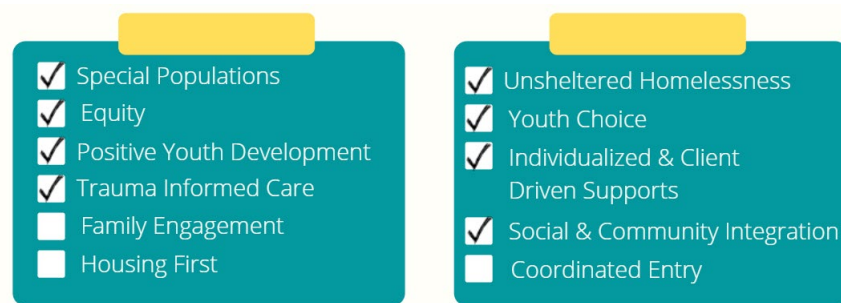 Special Populations
Equity
Positive Youth Development
Trauma Informed Care
Family Engagement
Housing First
Unsheltered Homelessness
Youth Choice
Individualized & Client
Driven Supports
Social & Community Integration
Coordinated Entry